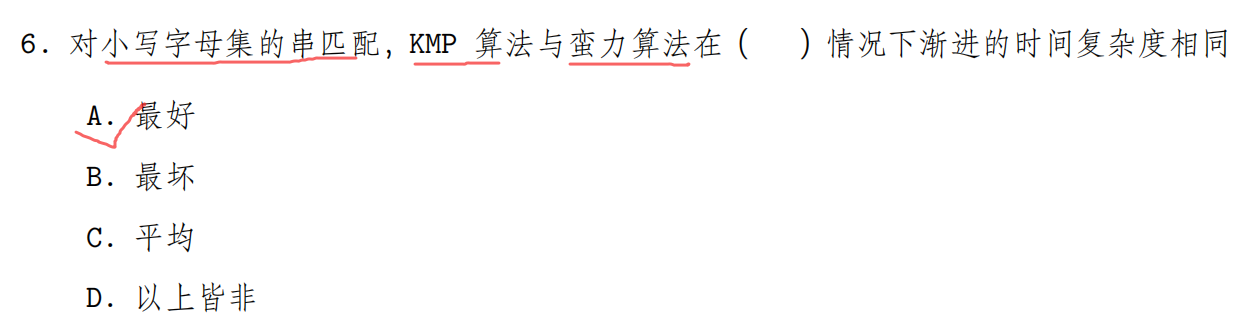 6. 对小写字母集的串匹配, KMP 算法与蛮力算法在（　　）情况下渐进的时间复杂度相同
A. 最好
B. 最坏
C. 平均
D. 以上皆非